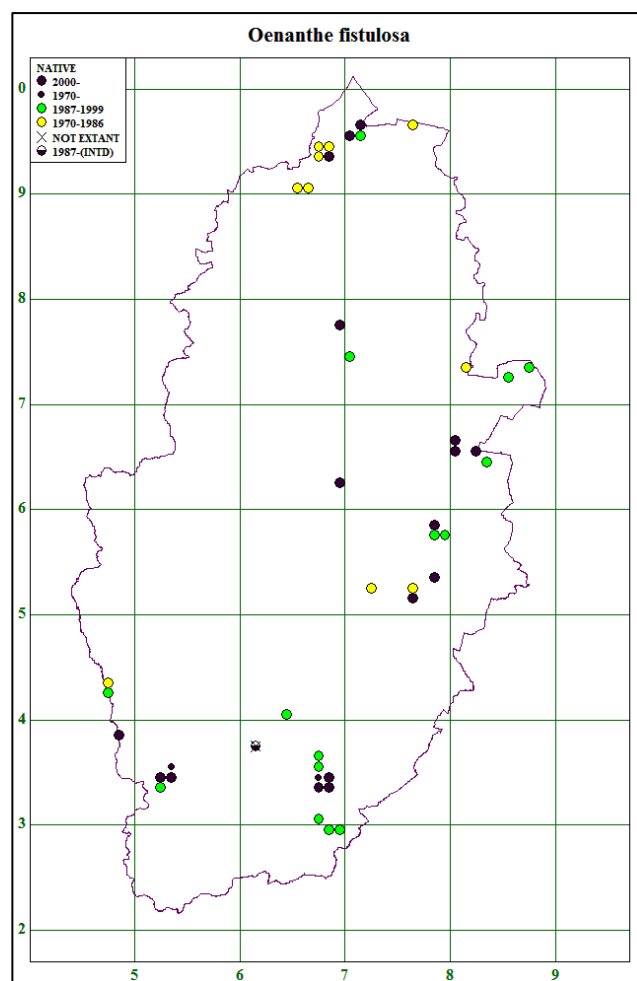 Oenanthe fistulosa
NATIVE
2000-
1970-
1987-1999
1970-1986
NOT EXTANT
1987-(INTD)
0
9
8
7
6
5
4
3
2
5 6 7 8 9